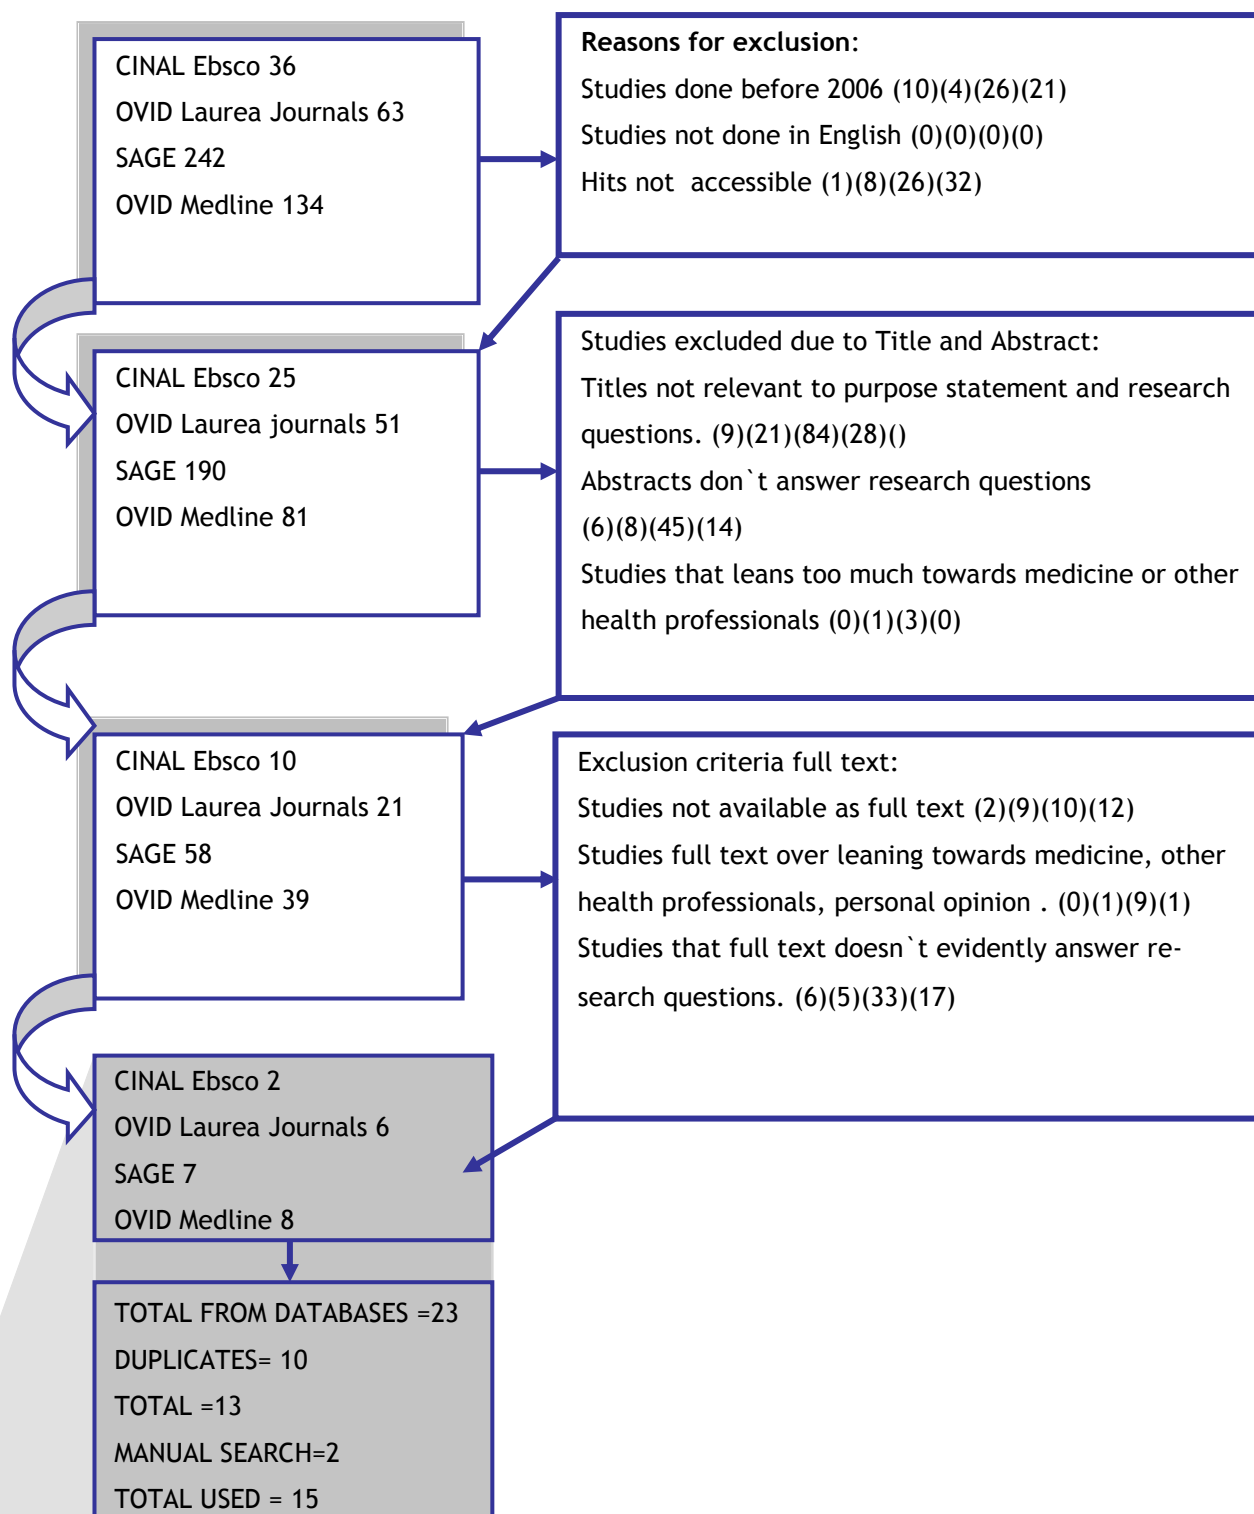 CINAL Ebsco 36
OVID Laurea Journals 63
SAGE 242
OVID Medline 134
Reasons for exclusion:
Studies done before 2006 (10)(4)(26)(21)
Studies not done in English (0)(0)(0)(0)
Hits not accessible (1)(8)(26)(32)
CINAL Ebsco 25
OVID Laurea journals 51
SAGE 190
OVID Medline 81
Studies excluded due to Title and Abstract:
Titles not relevant to purpose statement and research
questions. (9)(21)(84)(28)()
Abstracts don`t answer research questions
(6)(8)(45)(14)
Studies that leans too much towards medicine or other
health professionals (0)(1)(3)(0)
CINAL Ebsco 10
OVID Laurea Journals 21
SAGE 58
OVID Medline 39
Exclusion criteria full text:
Studies not available as full text (2)(9)(10)(12)
Studies full text over leaning towards medicine, other
health professionals, personal opinion . (0)(1)(9)(1)
Studies that full text doesn`t evidently answer re-
search questions. (6)(5)(33)(17)
CINAL Ebsco 2
OVID Laurea Journals 6
SAGE 7
OVID Medline 8
TOTAL FROM DATABASES =23
DUPLICATES= 10
TOTAL =13
MANUAL SEARCH=2
TOTAL USED = 15